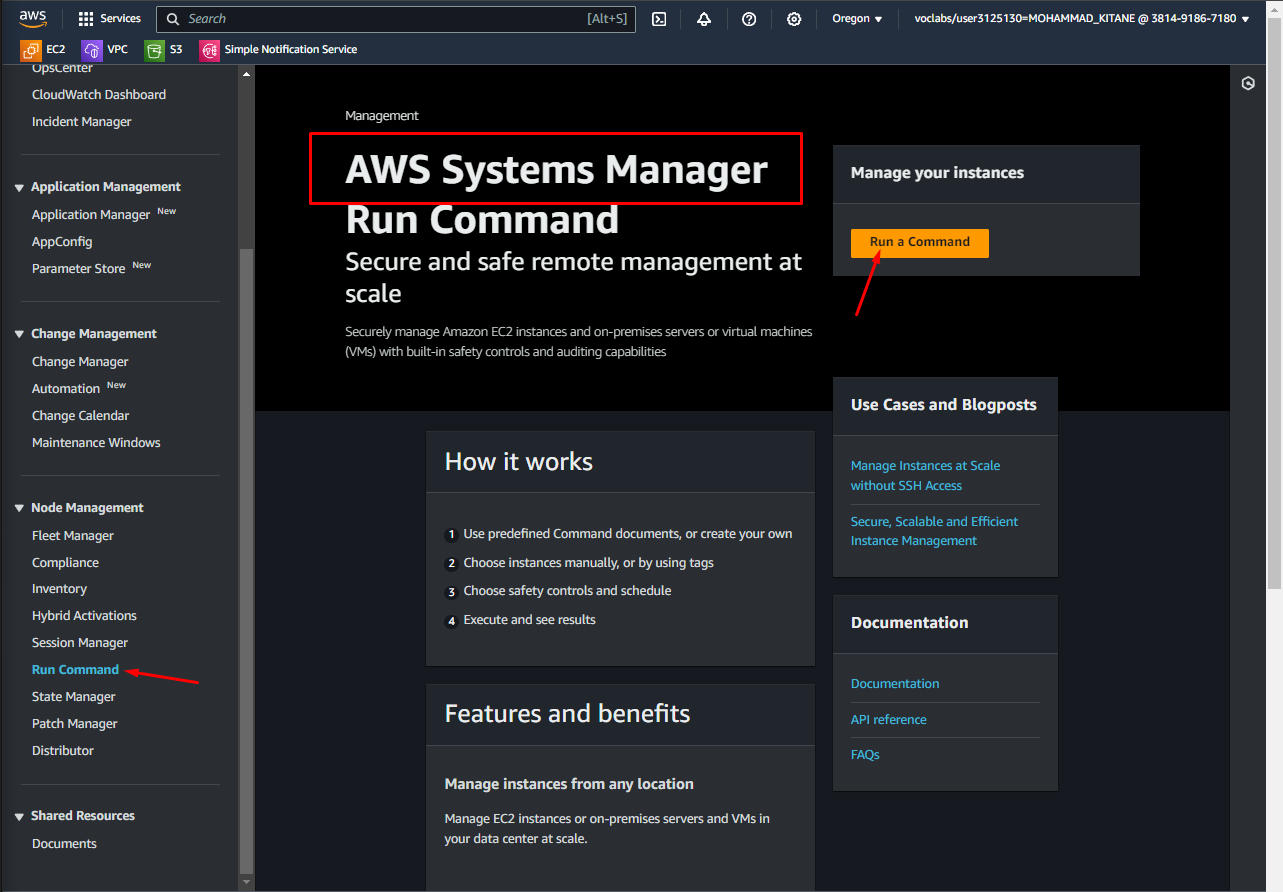 aws
Services
Search
[Alt+S]
Oregon
voclabs/user3125130=MOHAMMAD_KITANE @ 3814-9186-7180
EC2
VPC
S3
Simple Notification Service
OpsCenter
CloudWatch Dashboard
Incident Manager
Application Management
Application Manager New
AppConfig
Parameter Store New
Change Management
Change Manager
Automation New
Change Calendar
Maintenance Windows
Node Management
Fleet Manager
Compliance
Inventory
Hybrid Activations
Session Manager
Run Command
State Manager
Patch Manager
Distributor
Shared Resources
Documents
Management
AWS Systems Manager
Run Command
Secure and safe remote management at
scale
Securely manage Amazon EC2 instances and on-premises servers or virtual machines
(VMs) with built-in safety controls and auditing capabilities
Manage your instances
Run a Command
How it works
1 Use predefined Command documents, or create your own
2 Choose instances manually, or by using tags
3 Choose safety controls and schedule
4 Execute and see results
Features and benefits
Manage instances from any location
Manage EC2 instances or on-premises servers and VMs in
your data center at scale.
Use Cases and Blogposts
Manage Instances at Scale
without SSH Access
Secure, Scalable and Efficient
Instance Management
Documentation
Documentation
API reference
FAQs